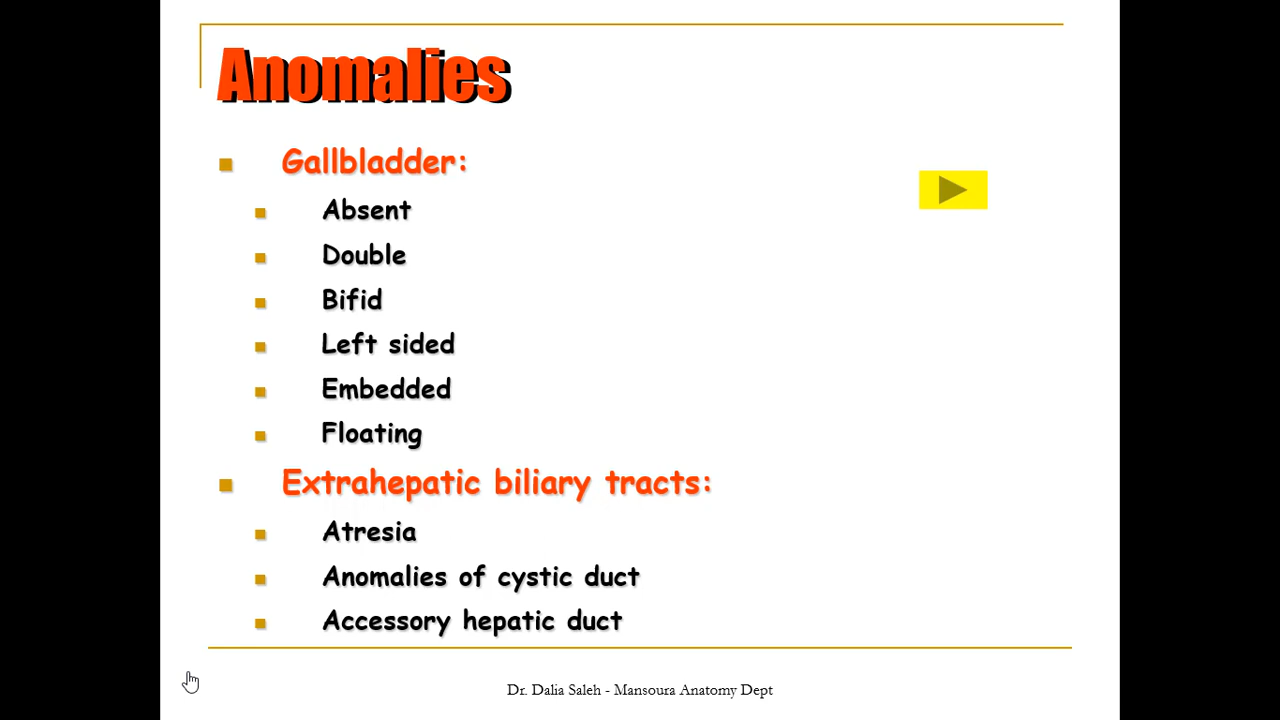 Anomalies
Gallbladder:
Absent
Double
Bifid
Left sided
Embedded
Floating
Extrahepatic biliary tracts:
Atresia
Anomalies of cystic duct
Accessory hepatic duct
Dr. Dalia Saleh - Mansoura Anatomy Dept